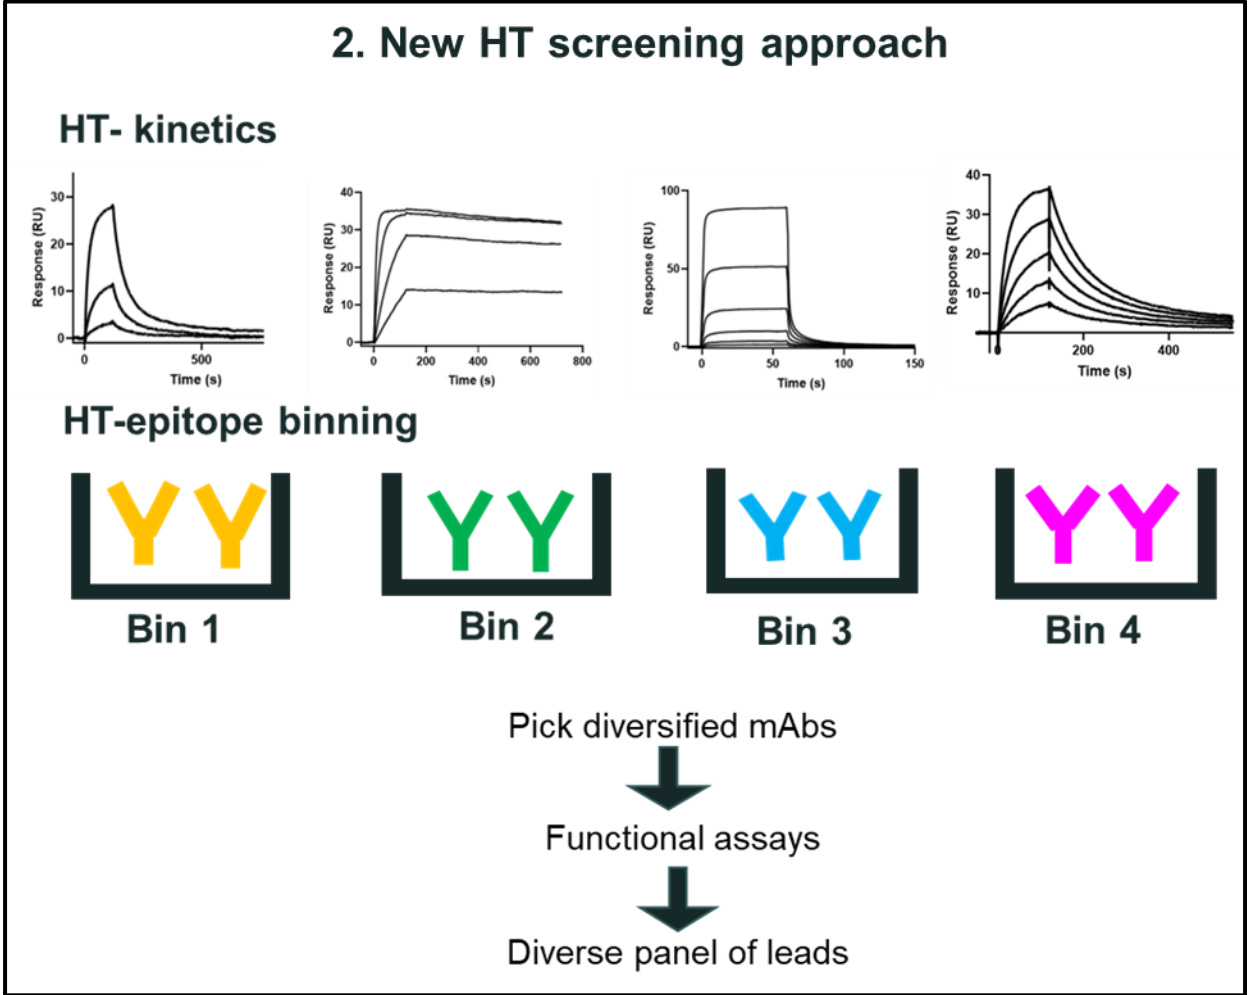 2. New HT screening approach
HT- kinetics
Response (RU)
30
20
10
0
0
500
Time (s)
Response (RU)
40
30
20
10
0
0
200
400
600
800
Time (s)
Response (RU)
100
50
0
0
50
100
150
Time (s)
Response (RU)
40
30
20
10
0
200
400
Time (s)
HT-epitope binning
Bin 1
Bin 2
Bin 3
Bin 4
Pick diversified mAbs
Functional assays
Diverse panel of leads